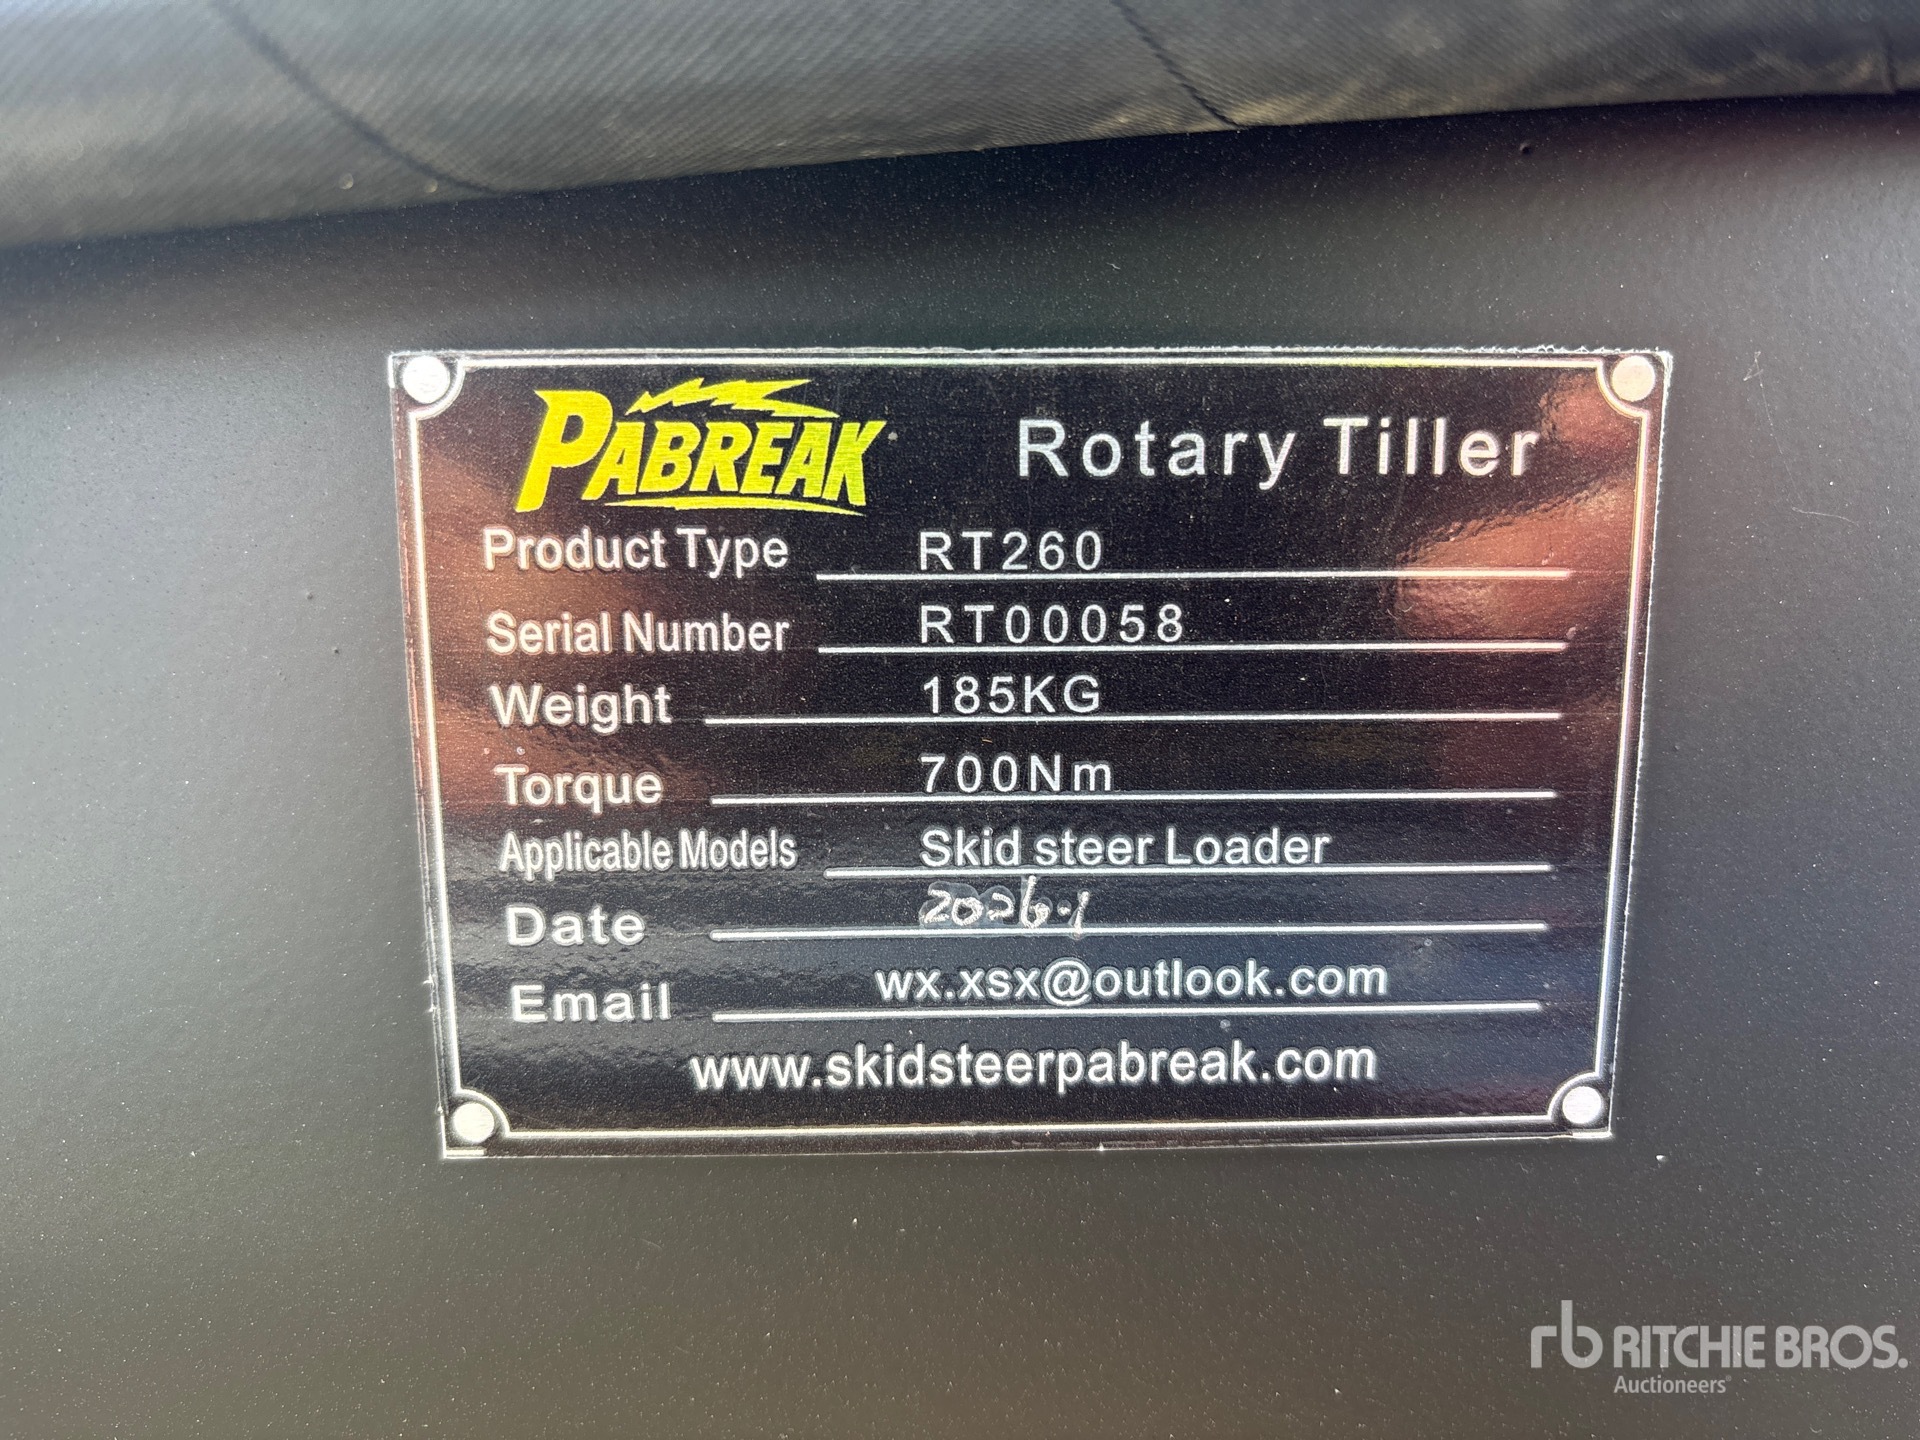 PABREAK Rotary Tiller
Product Type RT260
Serial Number RT00058
Weight 185KG
Torque 700Nm
Applicable Models Skid steer Loader
Date 2026.1
Email wx.xsx@outlook.com
www.skidsteerpabreak.com
rb RITCHIE BROS.
Auctioneers